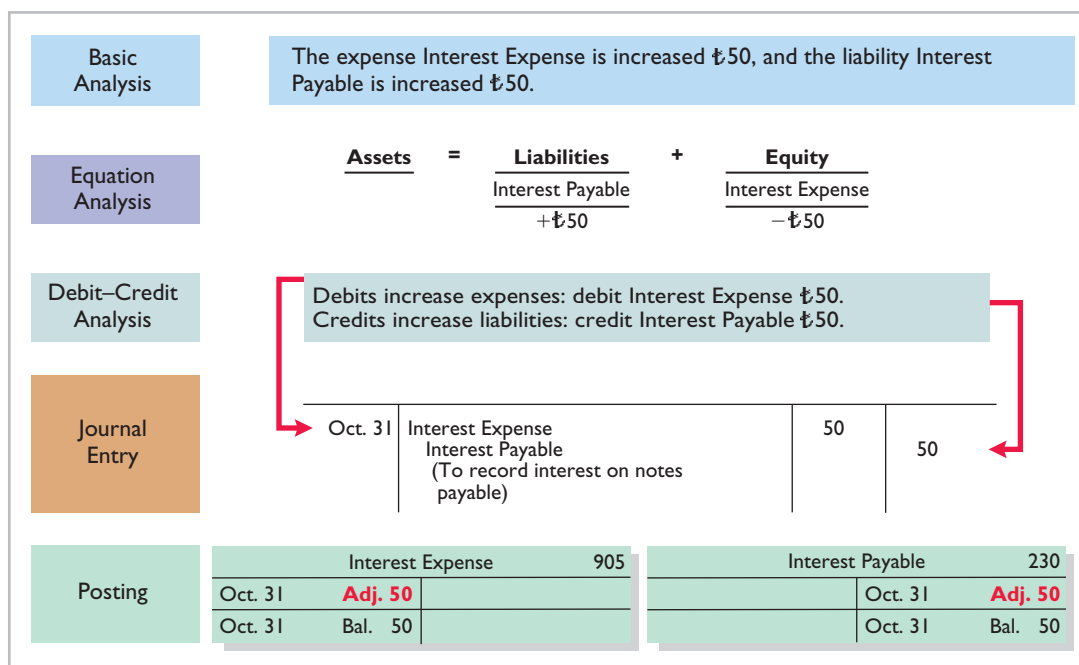 Basic
Analysis
The expense Interest Expense is increased ₺50, and the liability Interest
Payable is increased ₺50.
Equation
Analysis
Assets = Liabilities + Equity
Interest Payable Interest Expense
+₺50 −₺50
Debit–Credit
Analysis
Debits increase expenses: debit Interest Expense ₺50.
Credits increase liabilities: credit Interest Payable ₺50.
Journal
Entry
Oct. 31 Interest Expense 50
Interest Payable 50
(To record interest on notes
payable)
Posting
Interest Expense 905
Oct. 31 Adj. 50
Oct. 31 Bal. 50
Interest Payable 230
Oct. 31 Adj. 50
Oct. 31 Bal. 50